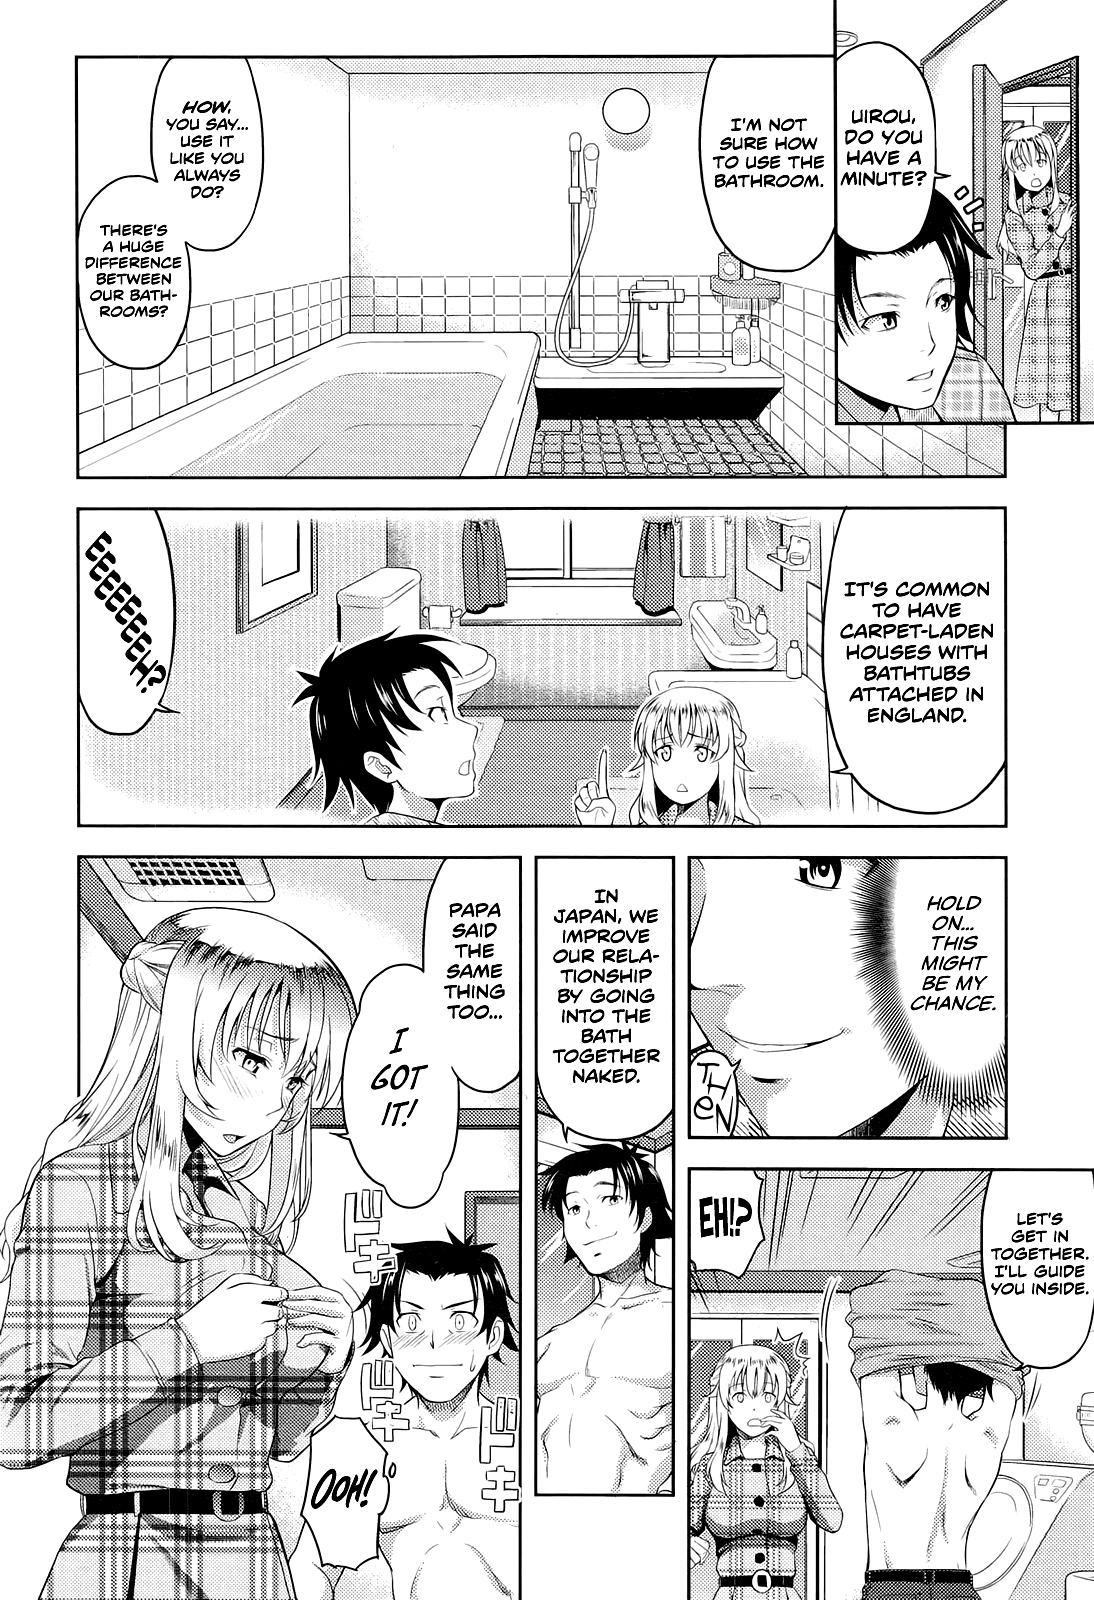 UIROU,
DO YOU
HAVE A
MINUTE?
I'M NOT
SURE HOW
TO USE THE
BATHROOM.
HOW,
YOU SAY...
USE IT
LIKE YOU
ALWAYS
DO?
THERE'S
A HUGE
DIFFERENCE
BETWEEN
OUR BATH-
ROOMS?
IT'S COMMON
TO HAVE
CARPET-LADEN
HOUSES WITH
BATHTUBS
ATTACHED IN
ENGLAND.
EEEEEEEEH?
HOLD
ON...
THIS
MIGHT
BE MY
CHANCE.
THEN
LET'S
GET IN
TOGETHER.
I'LL GUIDE
YOU INSIDE.
EH!?
IN
JAPAN, WE
IMPROVE
OUR RELA-
TIONSHIP
BY GOING
INTO THE
BATH
TOGETHER
NAKED.
PAPA
SAID
THE
SAME
THING
TOO...
I
GOT
IT!
ドキ
ドキ
ドキ
OOH!